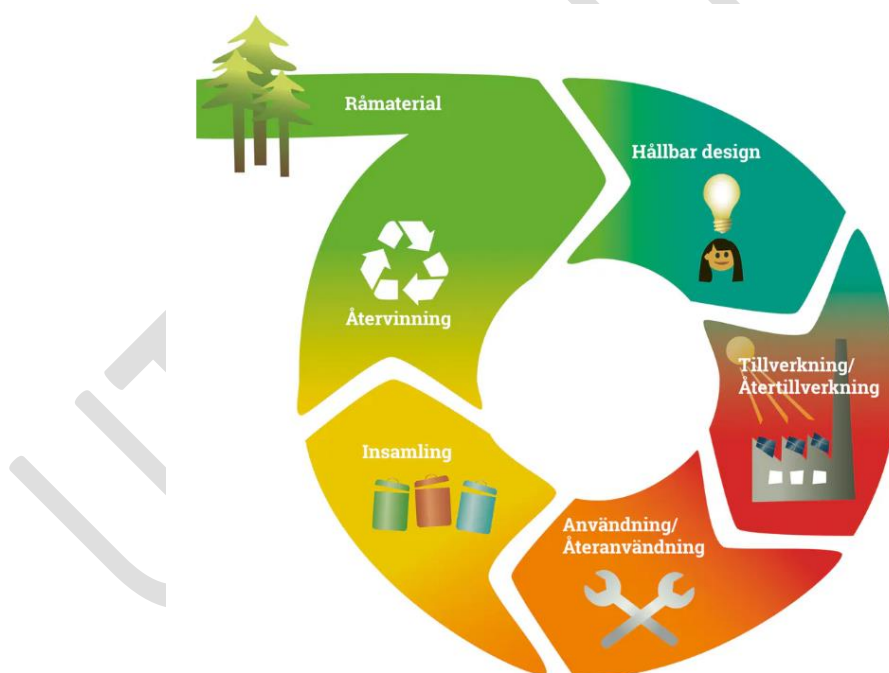 Råmaterial
Hållbar design
Tillverkning/
Återtillverkning
Användning/
Återanvändning
Insamling
Återvinning